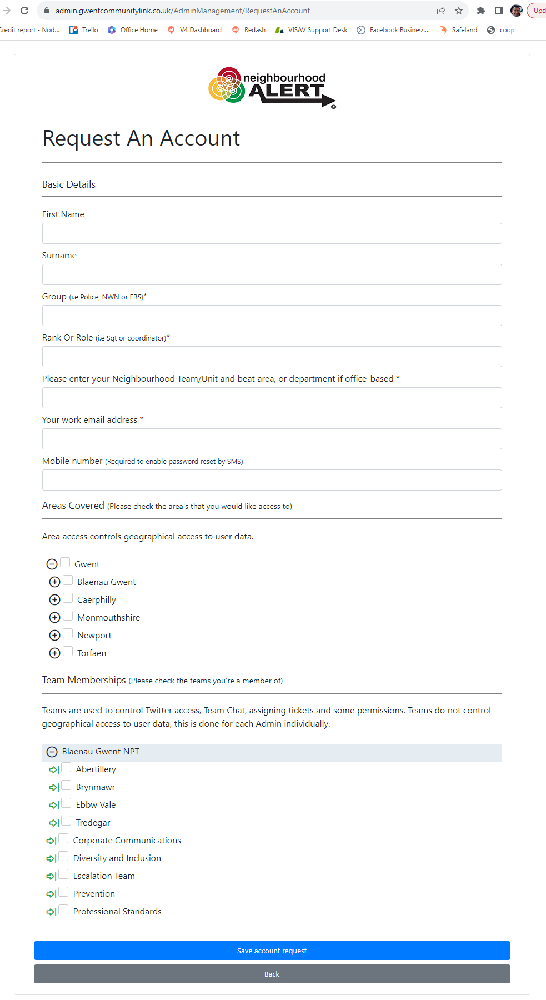 admin.gwentcommunitylink.co.uk/AdminManagement/RequestAnAccount
Credit report - Nod... Trello Office Home V4 Dashboard Redash VISAV Support Desk Facebook Business... Safeland coop
neighbourhood
ALERT
©
Request An Account
Basic Details
First Name
Surname
Group (i.e Police, NWN or FRS)*
Rank Or Role (i.e Sgt or coordinator)*
Please enter your Neighbourhood Team/Unit and beat area, or department if office-based *
Your work email address *
Mobile number (Required to enable password reset by SMS)
Areas Covered (Please check the area's that you would like access to)
Area access controls geographical access to user data.
Gwent
Blaenau Gwent
Caerphilly
Monmouthshire
Newport
Torfaen
Team Memberships (Please check the teams you're a member of)
Teams are used to control Twitter access, Team Chat, assigning tickets and some permissions. Teams do not control
geographical access to user data, this is done for each Admin individually.
Blaenau Gwent NPT
Abertillery
Brynmawr
Ebbw Vale
Tredegar
Corporate Communications
Diversity and Inclusion
Escalation Team
Prevention
Professional Standards
Save account request
Back